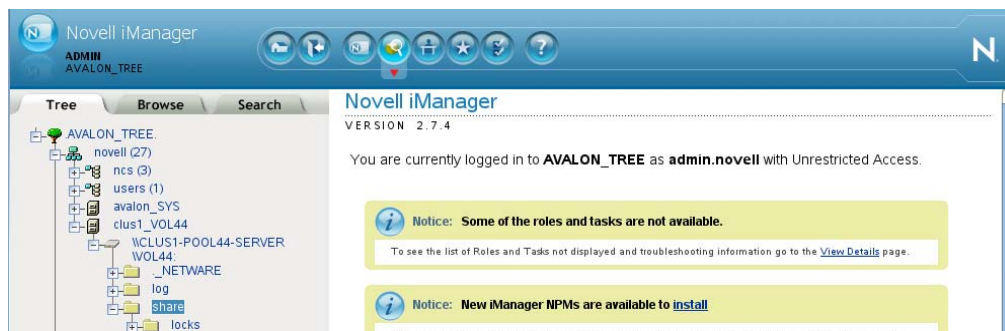 Novell iManager
ADMIN
AVALON_TREE
N
N
N.
Tree
Browse
Search
AVALON_TREE.
novell (27)
ncs (3)
users (1)
avalon_SYS
clus1_VOL44
\\CLUS1-POOL44-SERVER
\VOL44:
._NETWARE
log
share
locks
Novell iManager
VERSION 2.7.4
You are currently logged in to AVALON_TREE as admin.novell with Unrestricted Access.
Notice: Some of the roles and tasks are not available.
To see the list of Roles and Tasks not displayed and troubleshooting information go to the View Details page.
Notice: New iManager NPMs are available to install